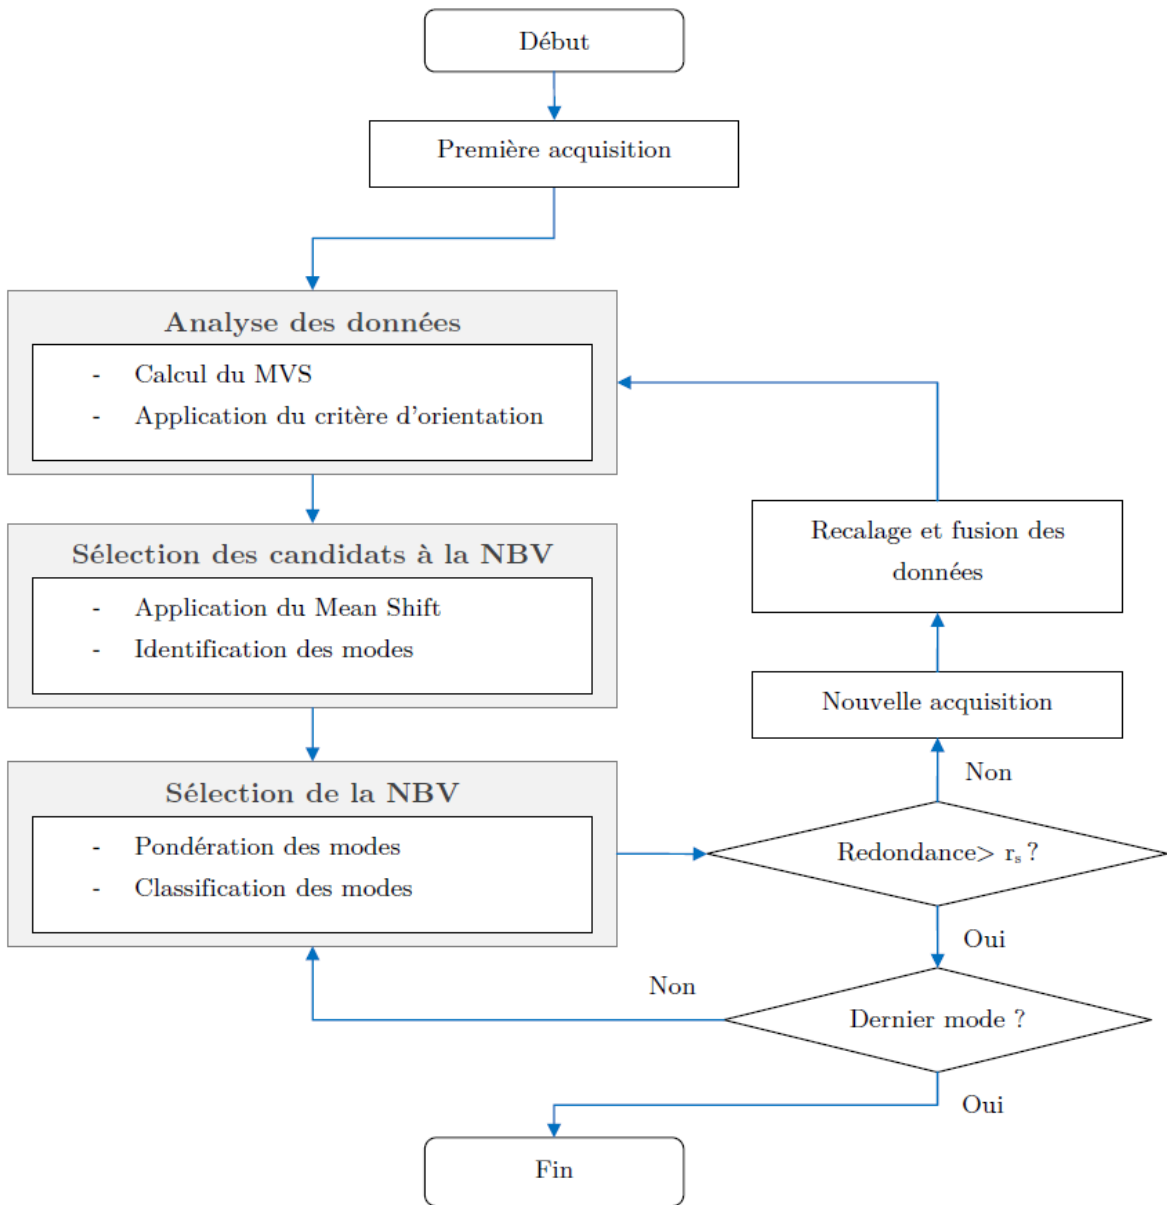 Début
Première acquisition
Analyse des données
- Calcul du MVS
- Application du critère d'orientation
Sélection des candidats à la NBV
- Application du Mean Shift
- Identification des modes
Sélection de la NBV
- Pondération des modes
- Classification des modes
Recalage et fusion des
données
Nouvelle acquisition
Non
Redondance> rₛ ?
Oui
Non
Dernier mode ?
Oui
Fin